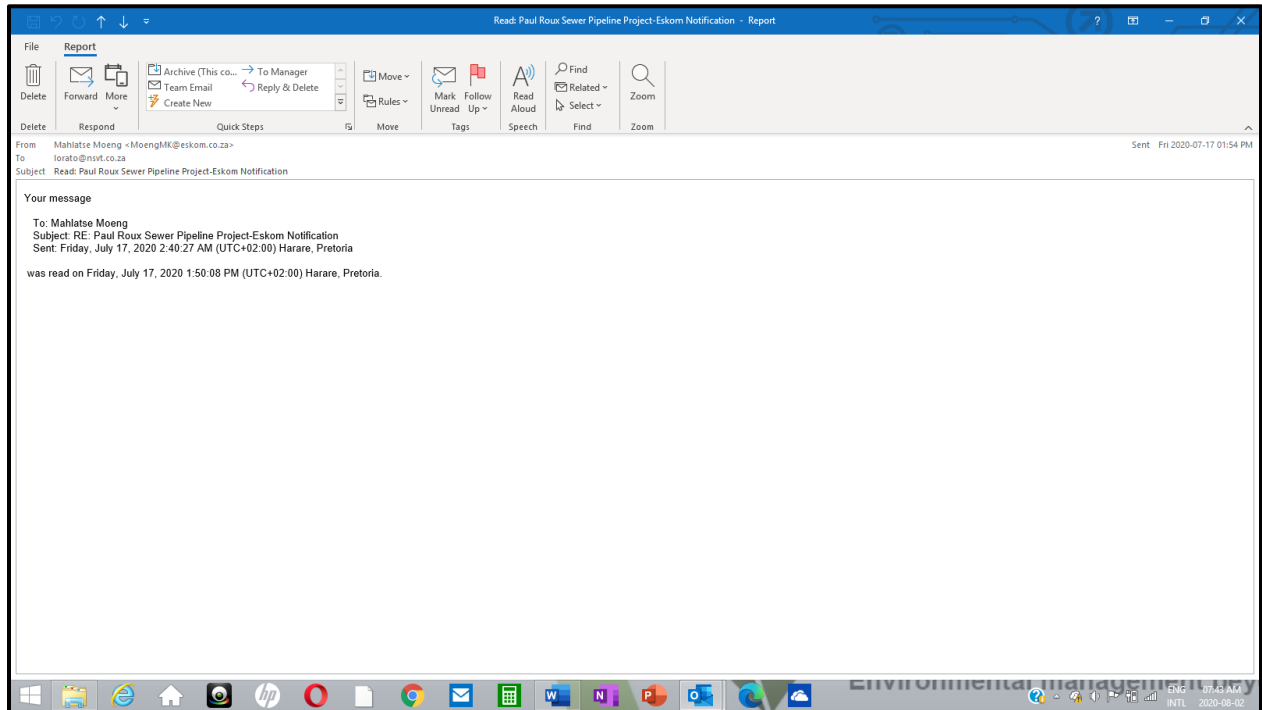 Read: Paul Roux Sewer Pipeline Project-Eskom Notification - Report
?
File Report
Delete
Forward
More
Archive (This co...
To Manager
Team Email
Reply & Delete
Create New
Move
Rules
Mark Unread
Follow Up
Read Aloud
Find
Related
Select
Zoom
Delete Respond Quick Steps Move Tags Speech Find Zoom
From Mahlatse Moeng <MoengMK@eskom.co.za> Sent Fri 2020-07-17 01:54 PM
To lorato@nsvt.co.za
Subject Read: Paul Roux Sewer Pipeline Project-Eskom Notification
Your message
To: Mahlatse Moeng
Subject: RE: Paul Roux Sewer Pipeline Project-Eskom Notification
Sent: Friday, July 17, 2020 2:40:27 AM (UTC+02:00) Harare, Pretoria
was read on Friday, July 17, 2020 1:50:08 PM (UTC+02:00) Harare, Pretoria.
Environmental management key
ENG 07:43 AM
INTL 2020-08-02